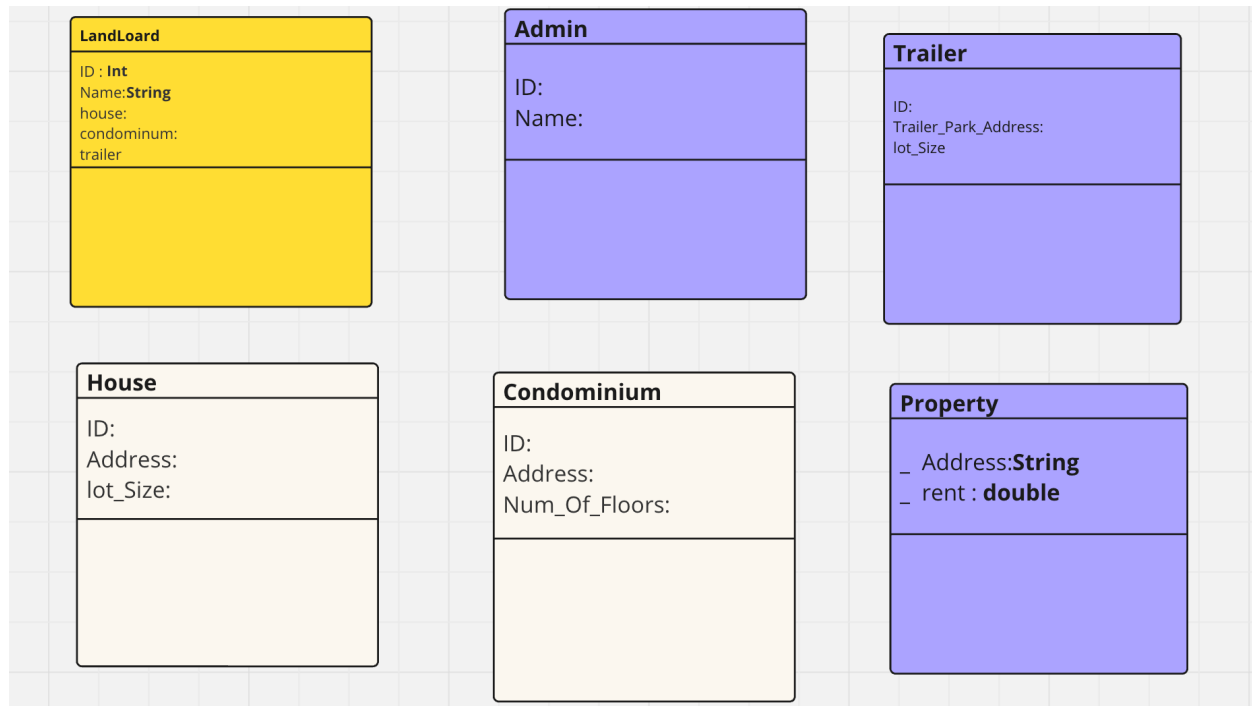 LandLoard
ID : Int
Name:String
house:
condominum:
trailer
Admin
ID:
Name:
Trailer
ID:
Trailer_Park_Address:
lot_Size
House
ID:
Address:
lot_Size:
Condominium
ID:
Address:
Num_Of_Floors:
Property
_ Address:String
_ rent : double